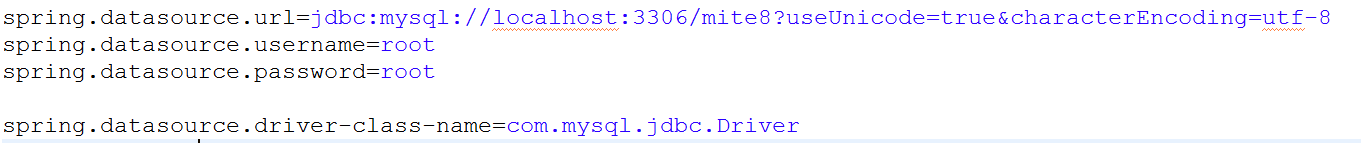 spring.datasource.url=jdbc:mysql://localhost:3306/mite8?useUnicode=true&characterEncoding=utf-8
spring.datasource.username=root
spring.datasource.password=root
spring.datasource.driver-class-name=com.mysql.jdbc.Driver